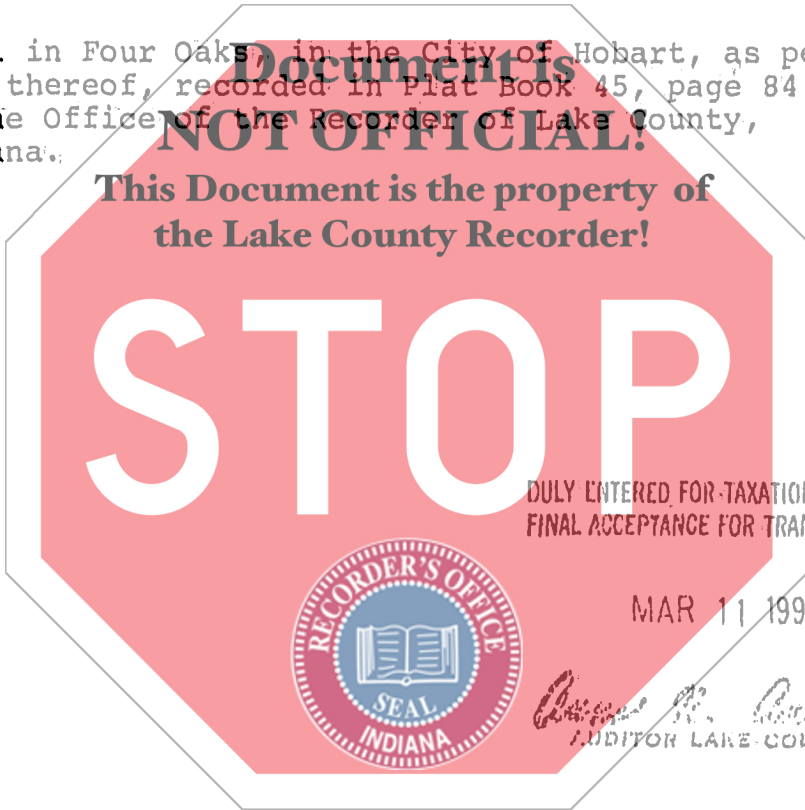 in Four Oaks, in the City of Hobart, as pe
thereof, recorded in Plat Book 45, page 84
e Office of the Recorder of Lake County,
na.
Document is
NOT OFFICIAL!
This Document is the property of
the Lake County Recorder!
STOP
DULY ENTERED FOR TAXATION
FINAL ACCEPTANCE FOR TRAN
MAR 11 199
AUDITOR LAKE COU
RECORDER'S OFFICE
SEAL
INDIANA